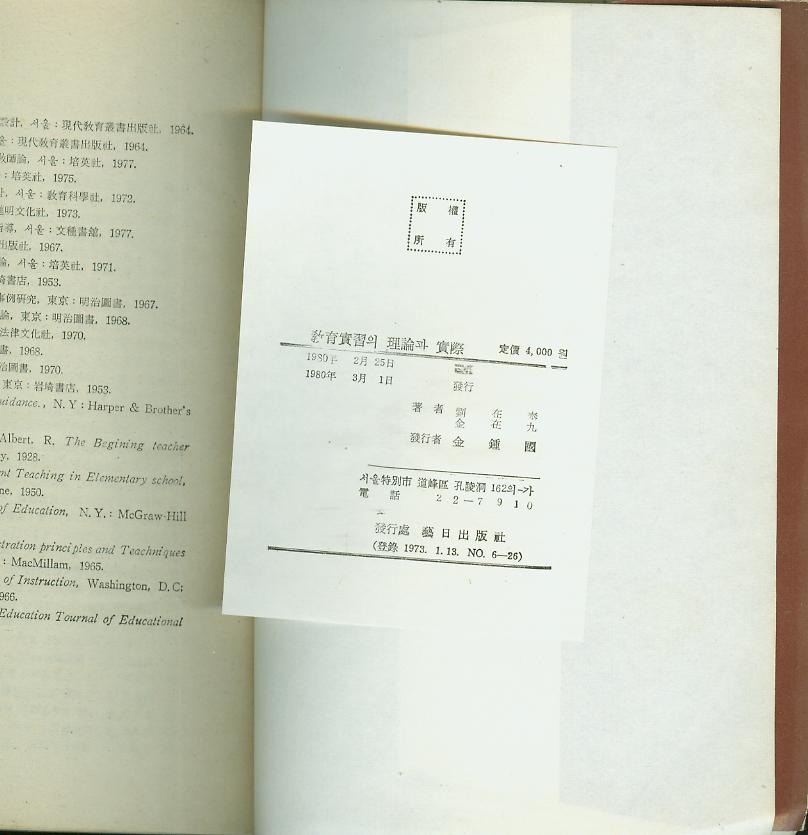 設計, 서울:現代敎育叢書出版社, 1964.
울:現代敎育叢書出版社, 1964.
敎師論, 서울:培英社, 1977.
:培英社, 1975.
서울:敎育科學社, 1972.
進明文化社, 1973.
指導, 서울:文種書舘, 1977.
出版社, 1967.
論, 서울:培英社, 1971.
崎書店, 1953.
事例硏究, 東京:明治圖書, 1967.
論, 東京:明治圖書, 1968.
法律文化社, 1970.
書, 1968.
治圖書, 1970.
東京:岩崎書店, 1953.
uidance., N.Y:Harper & Brother's
Albert. R. The Begining teacher
y, 1928.
nt Teaching in Elementary school,
ne, 1950.
of Education, N.Y.: McGraw-Hill
stration principles and Teachniques
: MacMillam, 1965.
of Instruction, Washington, D.C:
966.
Education Tournal of Educational
版 權
所 有
敎育實習의 理論과 實際 定價 4,000 원
1980年 2月 25日
1980年 3月 1日 發行
著 者 劉 在 泰
金 在 九
發行者 金 鍾 國
서울特別市 道峰區 孔陵洞 162의-가
電 話 22-7910
發行處 藝日出版社
(登錄 1973. 1.13. NO. 6-26)